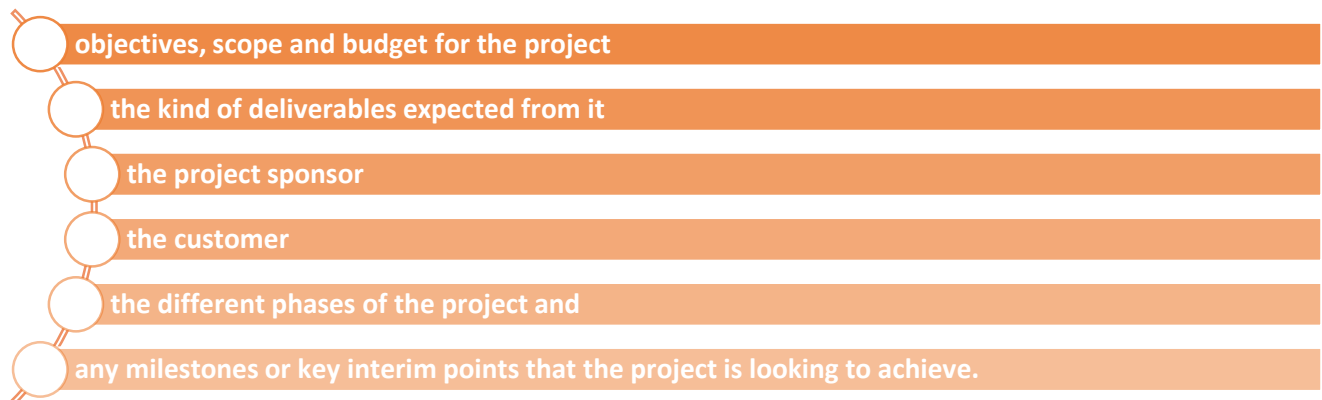 objectives, scope and budget for the project
the kind of deliverables expected from it
the project sponsor
the customer
the different phases of the project and
any milestones or key interim points that the project is looking to achieve.